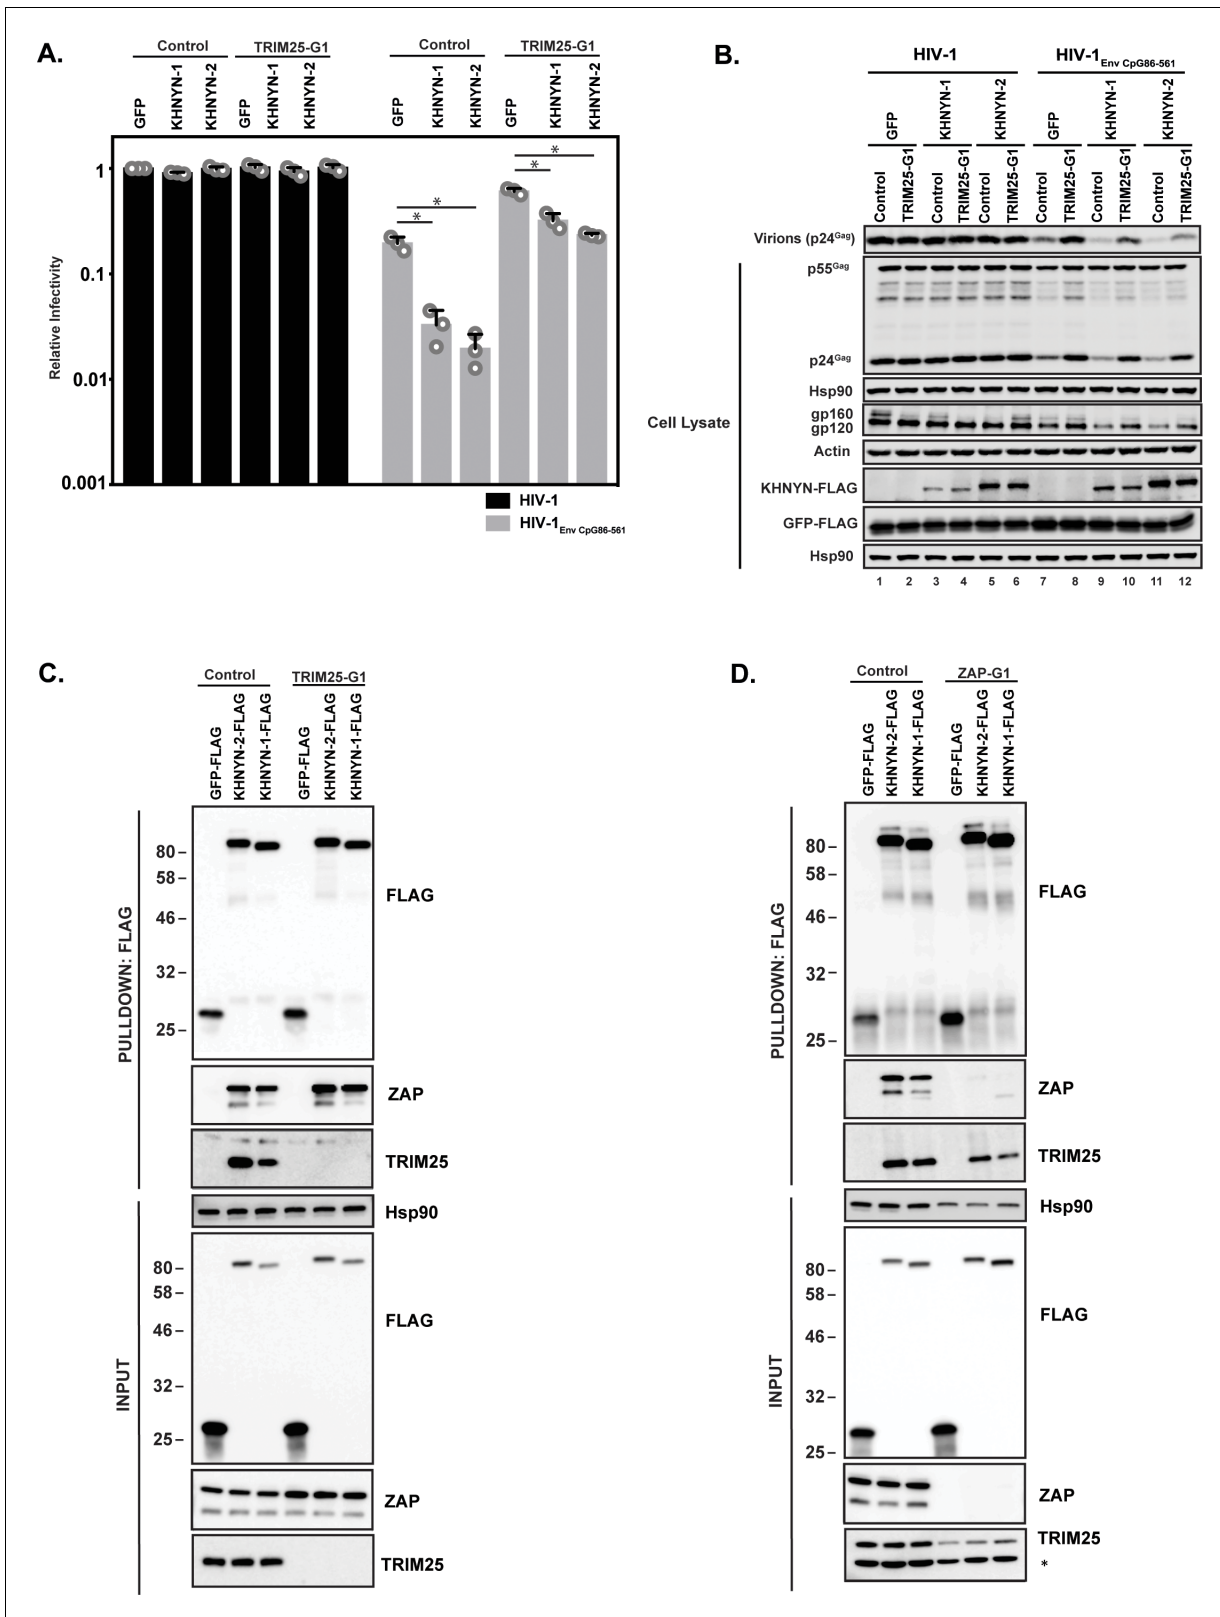 A.
Control
TRIM25-G1
Control
TRIM25-G1
GFP
KHNYN-1
KHNYN-2
GFP
KHNYN-1
KHNYN-2
GFP
KHNYN-1
KHNYN-2
GFP
KHNYN-1
KHNYN-2
Relative Infectivity
1
0.1
0.01
0.001
*
*
*
*
HIV-1
HIV-1Env CpG86-561
B.
HIV-1
HIV-1Env CpG86-561
GFP
KHNYN-1
KHNYN-2
GFP
KHNYN-1
KHNYN-2
Control
TRIM25-G1
Control
TRIM25-G1
Control
TRIM25-G1
Control
TRIM25-G1
Control
TRIM25-G1
Control
TRIM25-G1
Virions (p24Gag)
p55Gag
p24Gag
Hsp90
gp160
gp120
Actin
KHNYN-FLAG
GFP-FLAG
Hsp90
Cell Lysate
1 2 3 4 5 6 7 8 9 10 11 12
C.
Control
TRIM25-G1
GFP-FLAG
KHNYN-2-FLAG
KHNYN-1-FLAG
GFP-FLAG
KHNYN-2-FLAG
KHNYN-1-FLAG
PULLDOWN: FLAG
80
58
46
32
25
FLAG
ZAP
TRIM25
INPUT
Hsp90
80
58
46
32
25
FLAG
ZAP
TRIM25
D.
Control
ZAP-G1
GFP-FLAG
KHNYN-2-FLAG
KHNYN-1-FLAG
GFP-FLAG
KHNYN-2-FLAG
KHNYN-1-FLAG
PULLDOWN: FLAG
80
58
46
32
25
FLAG
ZAP
TRIM25
INPUT
Hsp90
80
58
46
32
25
FLAG
ZAP
TRIM25
*